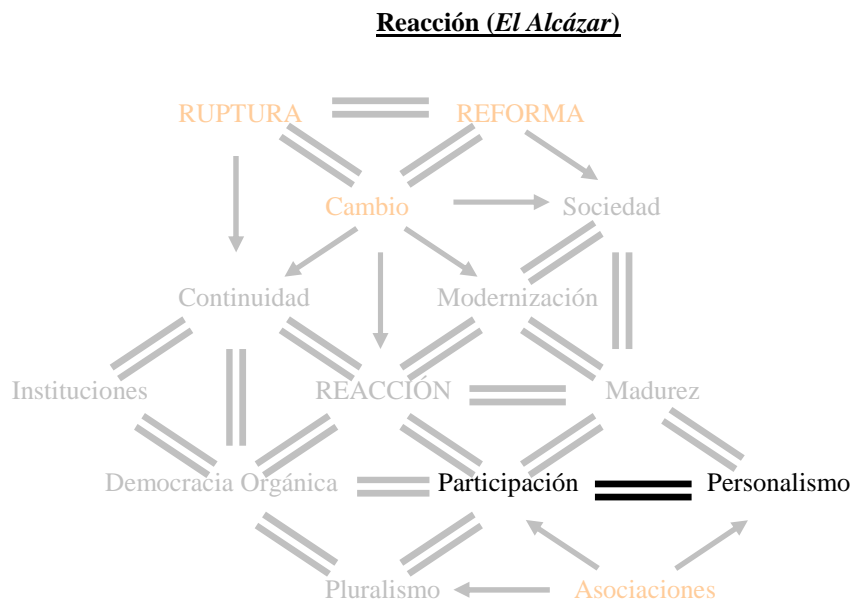 Reacción (El Alcázar)
RUPTURA REFORMA
Cambio Sociedad
Continuidad Modernización
Instituciones REACCIÓN Madurez
Democracia Orgánica Participación Personalismo
Pluralismo Asociaciones